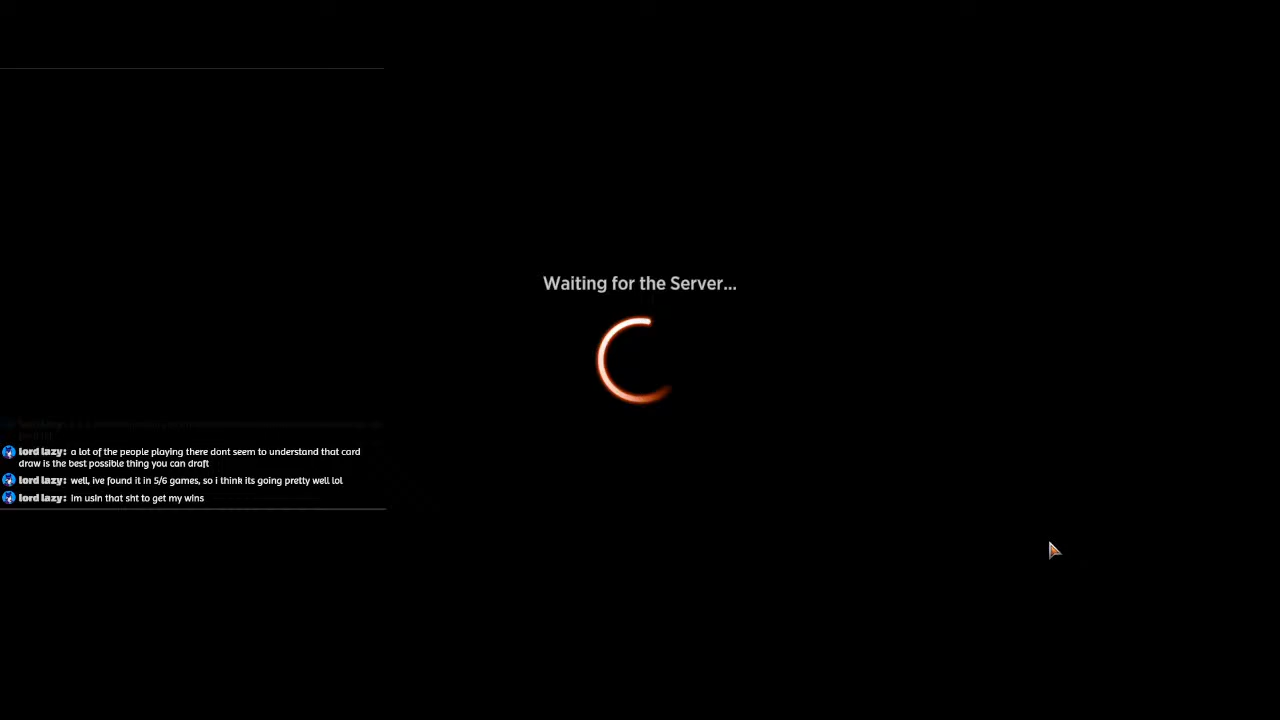 Waiting for the Server...
lord lazy: a lot of the people playing there dont seem to understand that card
draw is the best possible thing you can draft
lord lazy: well, ive found it in 5/6 games, so i think its going pretty well lol
lord lazy: im usin that sht to get my wins